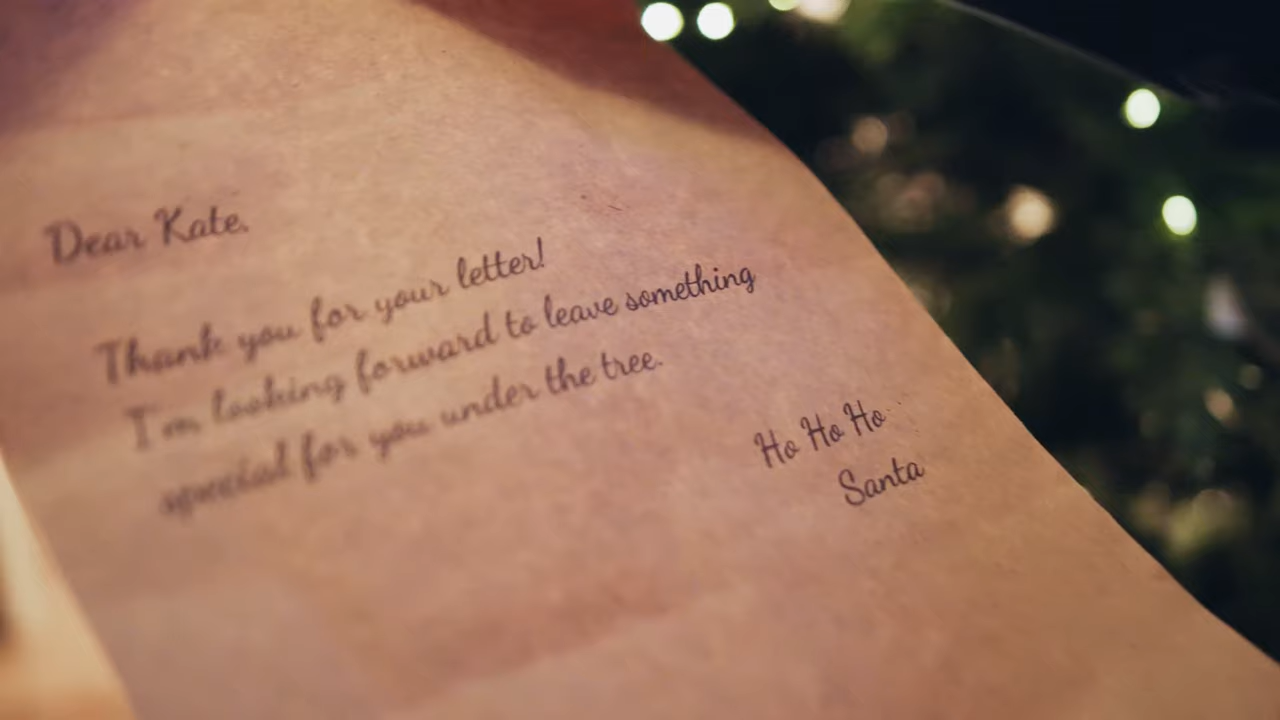 Dear Kate,
Thank you for your letter!
I'm looking forward to leave something
special for you under the tree.
Ho Ho Ho
Santa